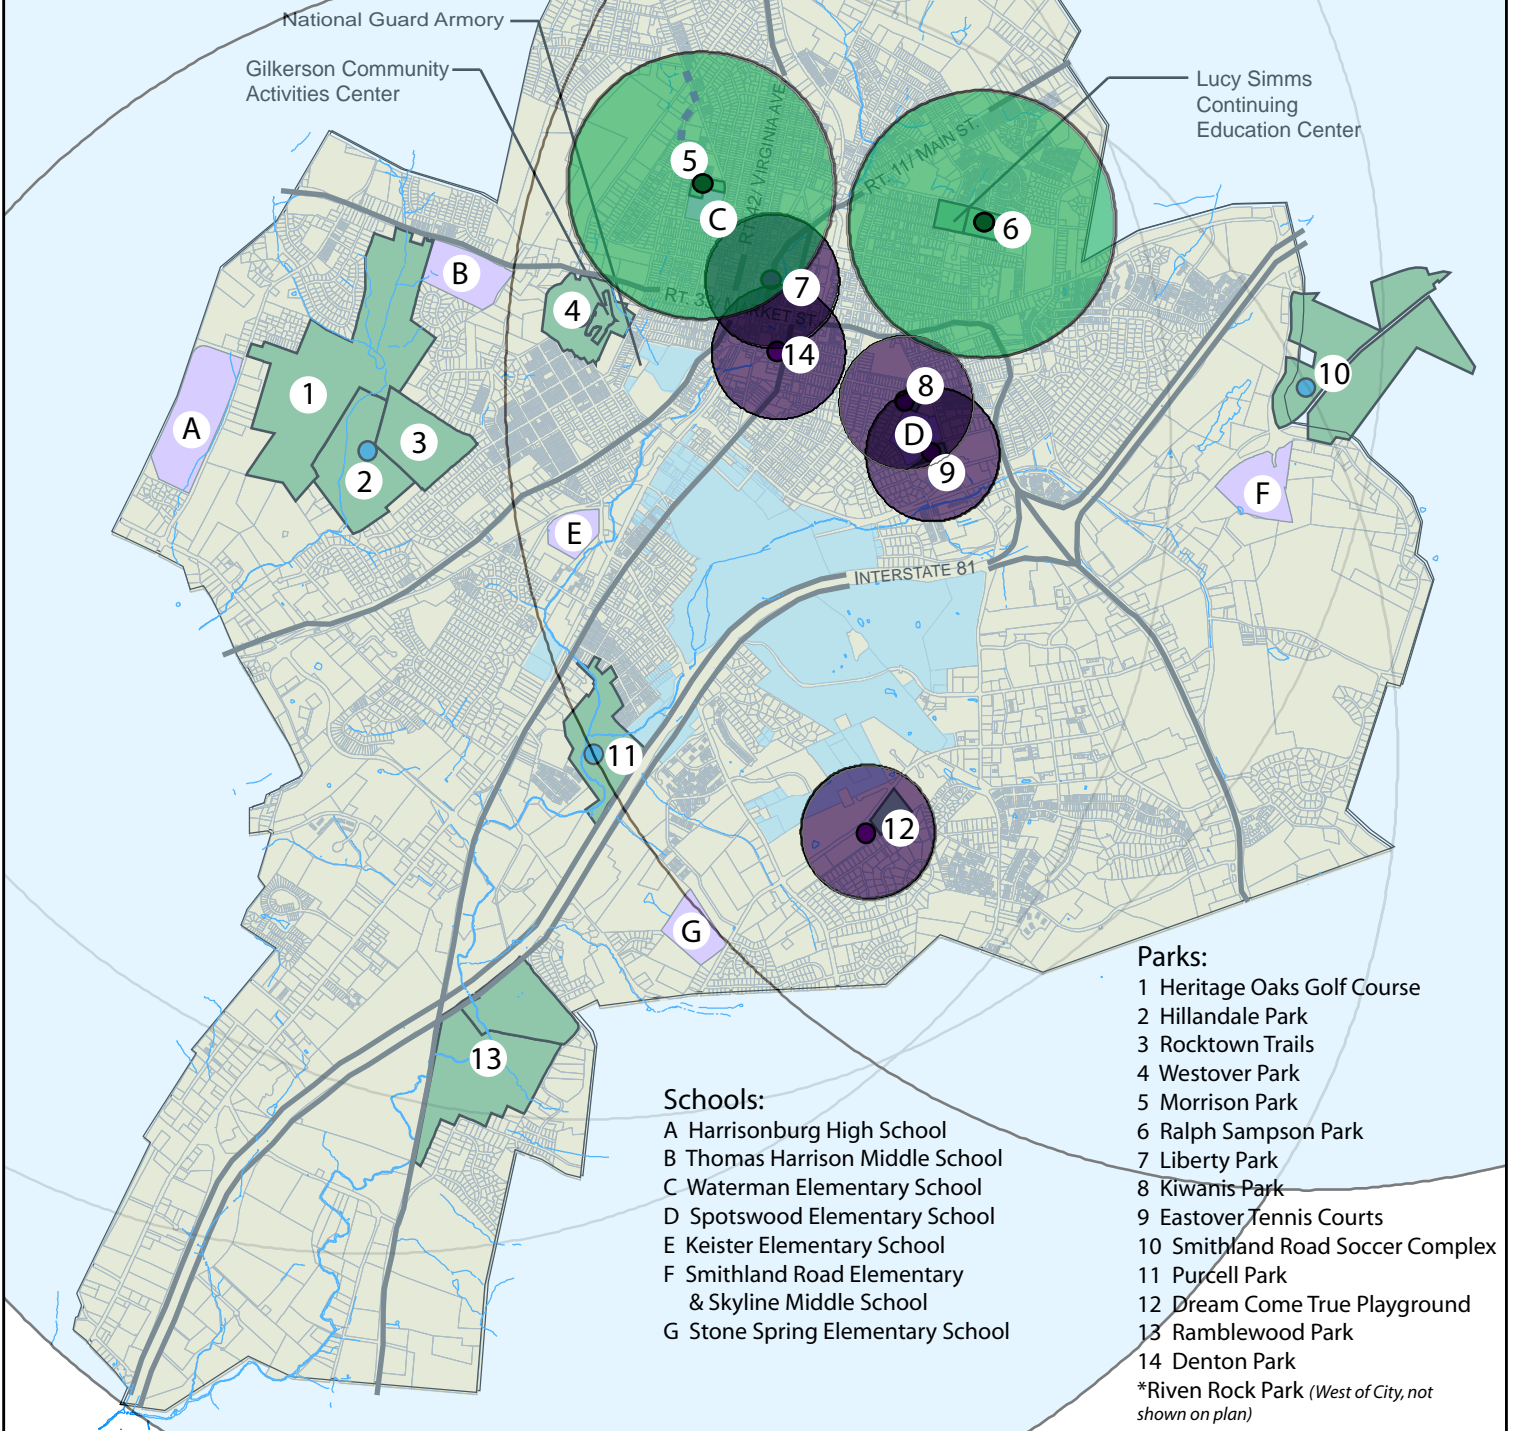 National Guard Armory
Gilkerson Community
Activities Center
Lucy Simms
Continuing
Education Center
RT. 42/ VIRGINIA AVE
RT. 11/ MAIN ST.
5
C
6
B
7
RT. 33/ MARKET ST.
4
14
10
1
8
A
3
D
2
9
F
E
INTERSTATE 81
11
12
G
13
Schools:
A Harrisonburg High School
B Thomas Harrison Middle School
C Waterman Elementary School
D Spotswood Elementary School
E Keister Elementary School
F Smithland Road Elementary
& Skyline Middle School
G Stone Spring Elementary School
Parks:
1 Heritage Oaks Golf Course
2 Hillandale Park
3 Rocktown Trails
4 Westover Park
5 Morrison Park
6 Ralph Sampson Park
7 Liberty Park
8 Kiwanis Park
9 Eastover Tennis Courts
10 Smithland Road Soccer Complex
11 Purcell Park
12 Dream Come True Playground
13 Ramblewood Park
14 Denton Park
*Riven Rock Park (West of City, not
shown on plan)